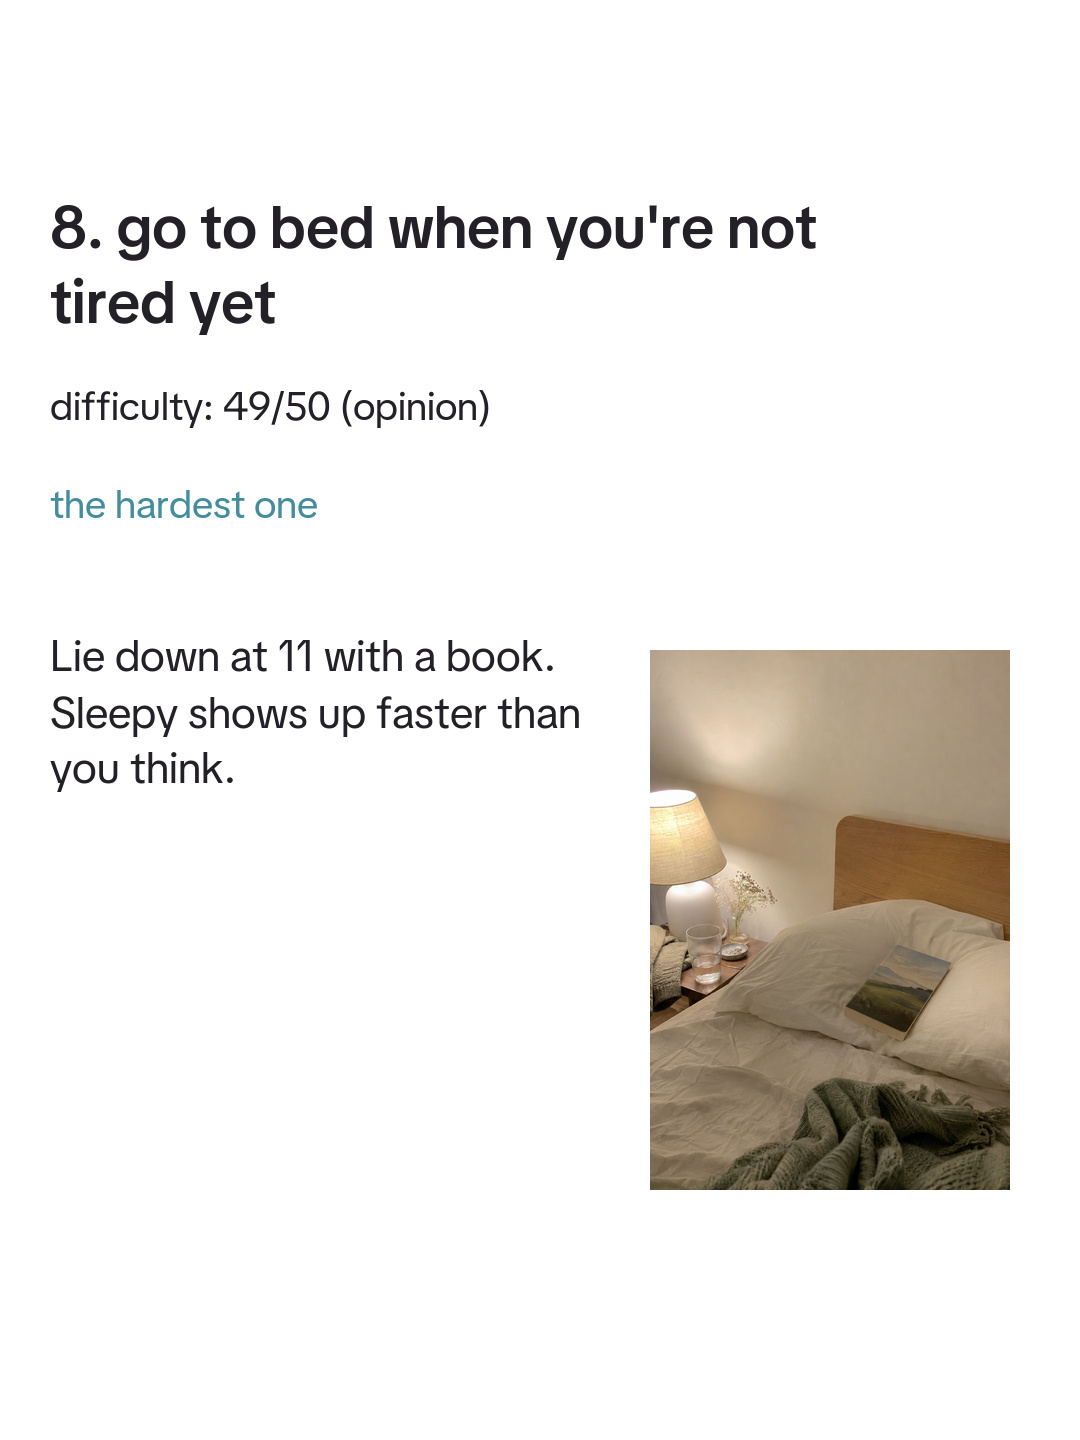 8. go to bed when you're not
tired yet
difficulty: 49/50 (opinion)
the hardest one
Lie down at 11 with a book.
Sleepy shows up faster than
you think.